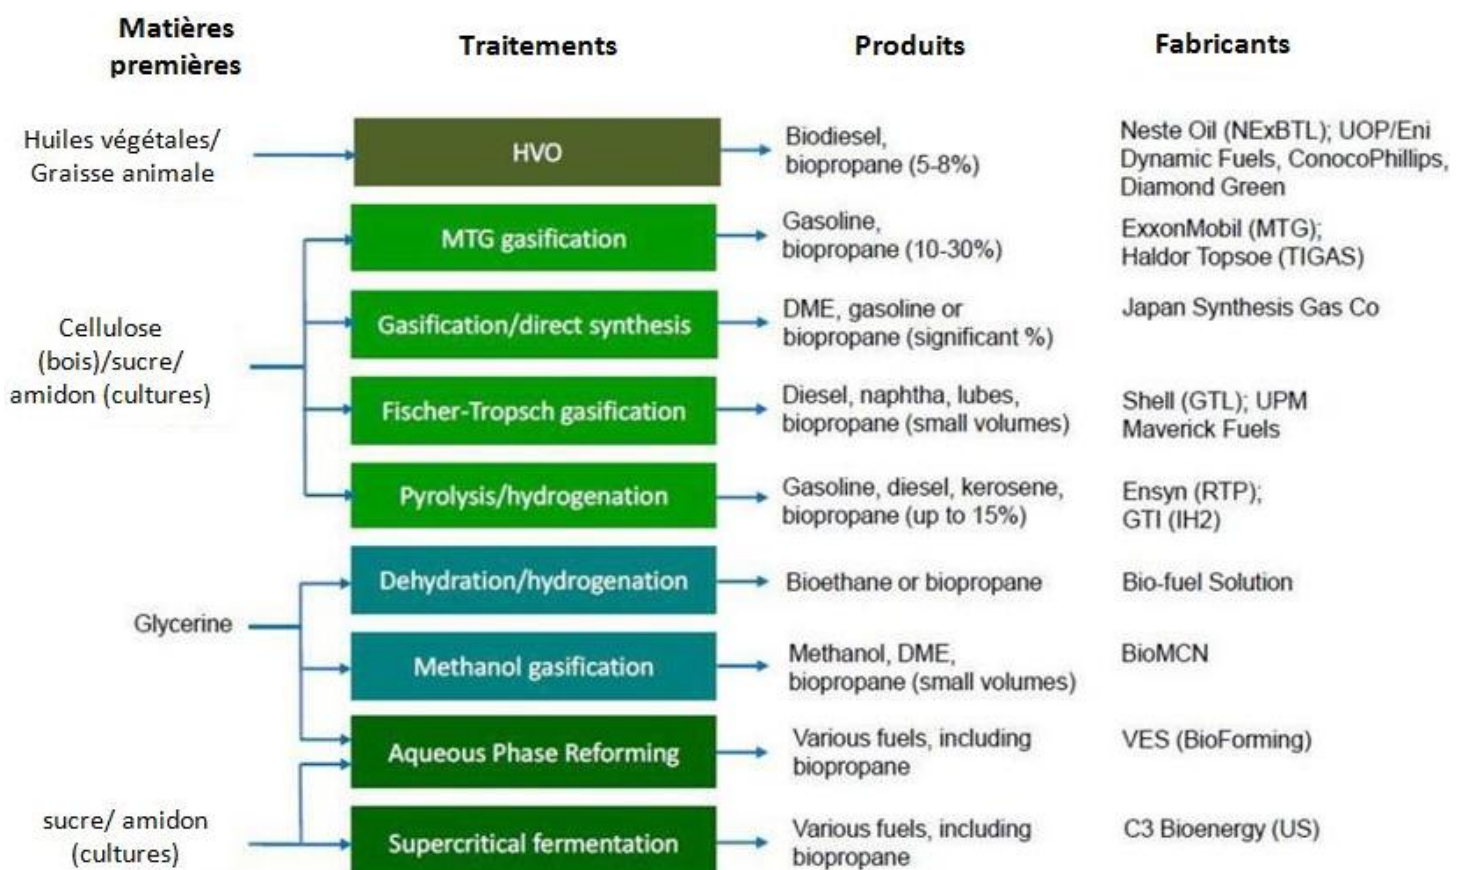 Matières
premières
Traitements
Produits
Fabricants
Huiles végétales/
Graisse animale
HVO
Biodiesel,
biopropane (5-8%)
Neste Oil (NExBTL); UOP/Eni
Dynamic Fuels, ConocoPhillips,
Diamond Green
Cellulose
(bois)/sucre/
amidon (cultures)
MTG gasification
Gasoline,
biopropane (10-30%)
ExxonMobil (MTG);
Haldor Topsoe (TIGAS)
Gasification/direct synthesis
DME, gasoline or
biopropane (significant %)
Japan Synthesis Gas Co
Fischer-Tropsch gasification
Diesel, naphtha, lubes,
biopropane (small volumes)
Shell (GTL); UPM
Maverick Fuels
Pyrolysis/hydrogenation
Gasoline, diesel, kerosene,
biopropane (up to 15%)
Ensyn (RTP);
GTI (IH2)
Glycerine
Dehydration/hydrogenation
Bioethane or biopropane
Bio-fuel Solution
Methanol gasification
Methanol, DME,
biopropane (small volumes)
BioMCN
Aqueous Phase Reforming
Various fuels, including
biopropane
VES (BioForming)
sucre/ amidon
(cultures)
Supercritical fermentation
Various fuels, including
biopropane
C3 Bioenergy (US)